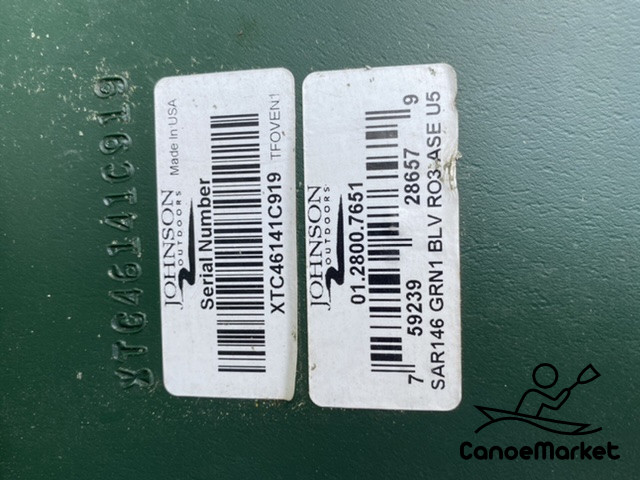 XTC46141C919
JOHNSON
OUTDOORS
Made In USA
Serial Number
XTC46141C919
TFOVEN1
JOHNSON
OUTDOORS
01.2800.7651
7 59239 28657 9
SAR146 GRN1 BLV RO3 ASE U5
CanoeMarket